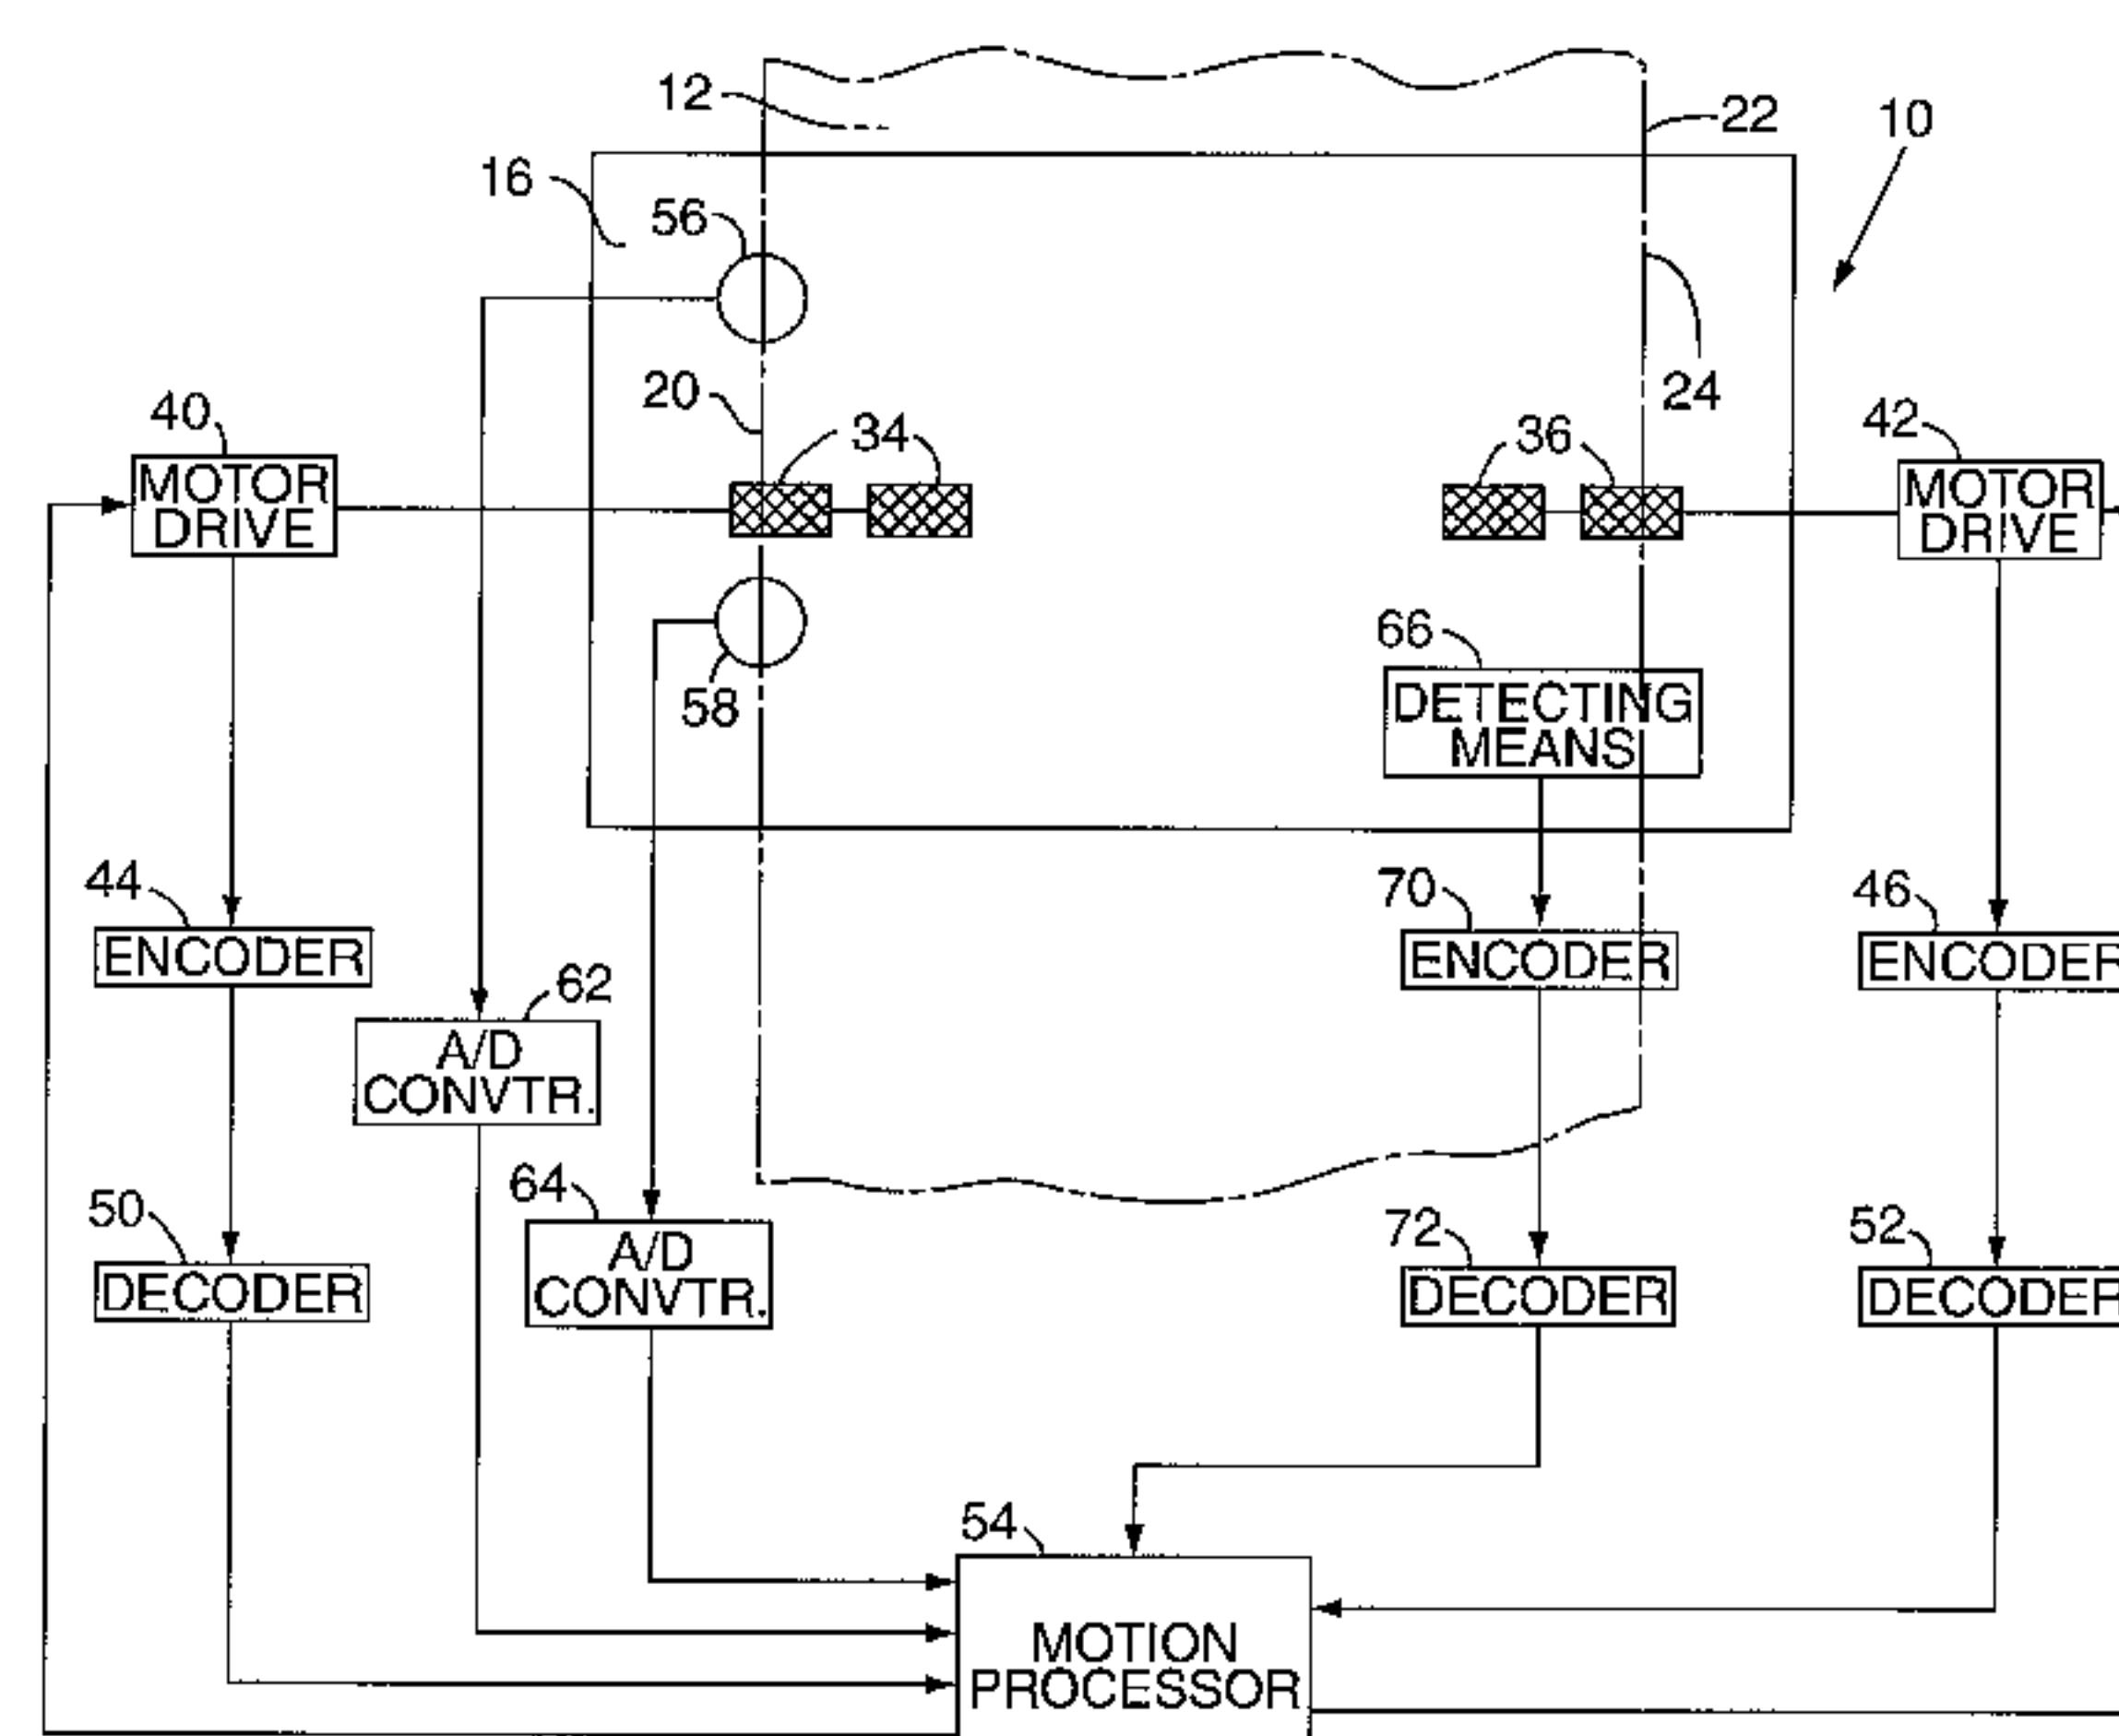 12
22
10
16
56
20
24
40
34
36
42
MOTOR
DRIVE
MOTOR
DRIVE
66
58
DETECTING
MEANS
44
70
46
ENCODER
ENCODER
ENCODER
62
A/D
CONVTR.
64
50
72
52
A/D
CONVTR.
DECODER
DECODER
DECODER
54
MOTION
PROCESSOR